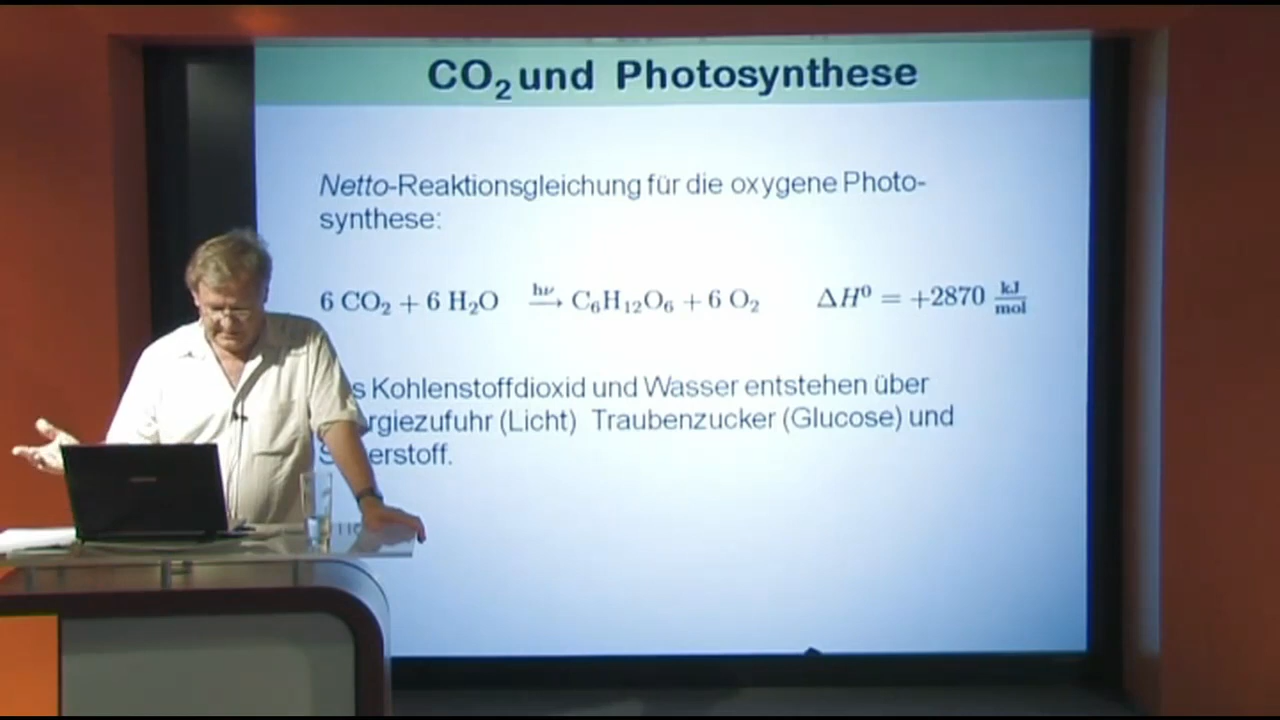 CO₂ und Photosynthese
Netto-Reaktionsgleichung für die oxygene Photo-
synthese:
6 CO₂ + 6 H₂O —hν→ C₆H₁₂O₆ + 6 O₂ ΔH⁰ = +2870 kJ/mol
s Kohlenstoffdioxid und Wasser entstehen über
rgiezufuhr (Licht) Traubenzucker (Glucose) und
S erstoff.